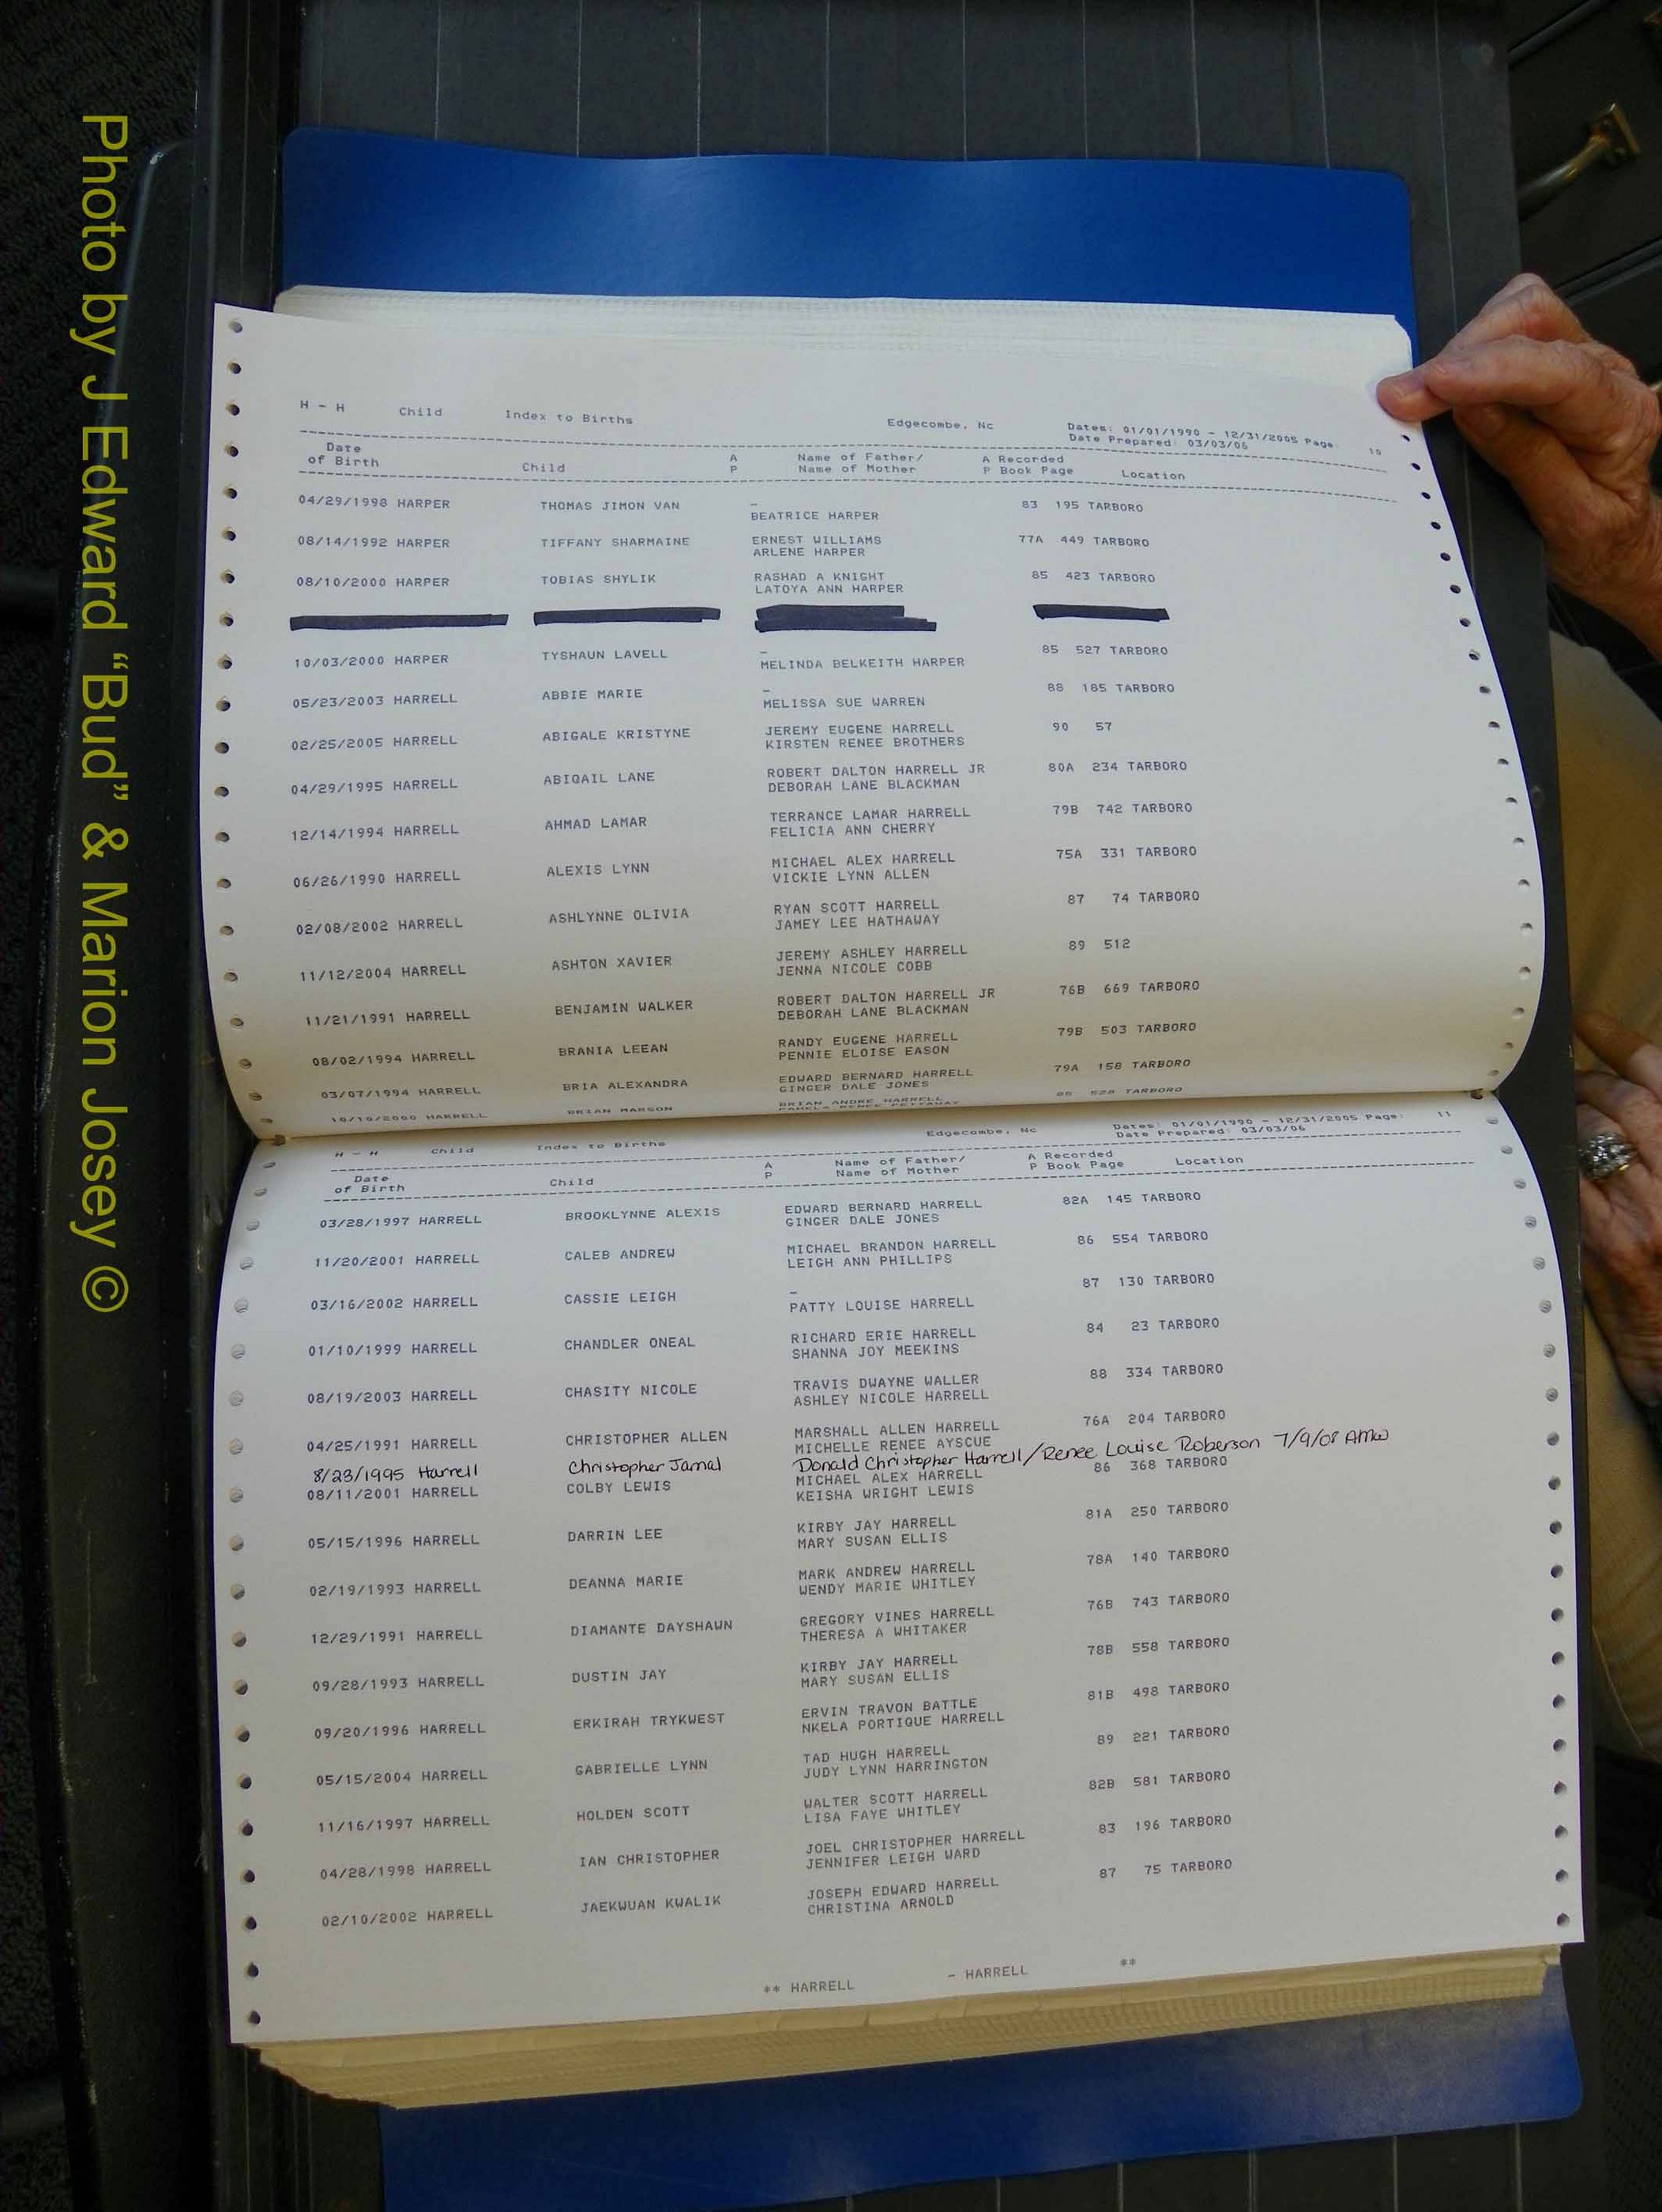 H - H Child Index to Births Edgecombe, Nc Dates: 01/01/1990 - 12/31/2005 Page: 10
Date Prepared: 03/03/06
Date of Birth Child A P Name of Father/ Name of Mother A P Recorded Book Page Location
04/29/1998 HARPER THOMAS JIMON VAN - 83 195 TARBORO
BEATRICE HARPER
08/14/1992 HARPER TIFFANY SHARMAINE ERNEST WILLIAMS 77A 449 TARBORO
ARLENE HARPER
08/10/2000 HARPER TOBIAS SHYLIK RASHAD A KNIGHT 85 423 TARBORO
LATOYA ANN HARPER
10/03/2000 HARPER TYSHAUN LAVELL - 85 527 TARBORO
MELINDA BELKEITH HARPER
05/23/2003 HARRELL ABBIE MARIE - 88 185 TARBORO
MELISSA SUE WARREN
02/25/2005 HARRELL ABIGALE KRISTYNE JEREMY EUGENE HARRELL 90 57
KIRSTEN RENEE BROTHERS
04/29/1995 HARRELL ABIGAIL LANE ROBERT DALTON HARRELL JR 80A 234 TARBORO
DEBORAH LANE BLACKMAN
12/14/1994 HARRELL AHMAD LAMAR TERRANCE LAMAR HARRELL 79B 742 TARBORO
FELICIA ANN CHERRY
06/26/1990 HARRELL ALEXIS LYNN MICHAEL ALEX HARRELL 75A 331 TARBORO
VICKIE LYNN ALLEN
02/08/2002 HARRELL ASHLYNNE OLIVIA RYAN SCOTT HARRELL 87 74 TARBORO
JAMEY LEE HATHAWAY
11/12/2004 HARRELL ASHTON XAVIER JEREMY ASHLEY HARRELL 89 512
JENNA NICOLE COBB
11/21/1991 HARRELL BENJAMIN WALKER ROBERT DALTON HARRELL JR 76B 669 TARBORO
DEBORAH LANE BLACKMAN
08/02/1994 HARRELL BRANIA LEEAN RANDY EUGENE HARRELL 79B 503 TARBORO
PENNIE ELOISE EASON
03/07/1994 HARRELL BRIA ALEXANDRA EDWARD BERNARD HARRELL 79A 158 TARBORO
GINGER DALE JONES
10/19/2000 HARRELL BRIAN MARSON BRIAN ANDRE HARRELL 85 528 TARBORO
PAMELA RENEE PETTAWAY
H - H Child Index to Births Edgecombe, Nc Dates: 01/01/1990 - 12/31/2005 Page: 11
Date Prepared: 03/03/06
Date of Birth Child A P Name of Father/ Name of Mother A P Recorded Book Page Location
03/28/1997 HARRELL BROOKLYNNE ALEXIS EDWARD BERNARD HARRELL 82A 145 TARBORO
GINGER DALE JONES
11/20/2001 HARRELL CALEB ANDREW MICHAEL BRANDON HARRELL 86 554 TARBORO
LEIGH ANN PHILLIPS
03/16/2002 HARRELL CASSIE LEIGH - 87 130 TARBORO
PATTY LOUISE HARRELL
01/10/1999 HARRELL CHANDLER ONEAL RICHARD ERIE HARRELL 84 23 TARBORO
SHANNA JOY MEEKINS
08/19/2003 HARRELL CHASITY NICOLE TRAVIS DWAYNE WALLER 88 334 TARBORO
ASHLEY NICOLE HARRELL
04/25/1991 HARRELL CHRISTOPHER ALLEN MARSHALL ALLEN HARRELL 76A 204 TARBORO
MICHELLE RENEE AYSCUE
8/23/1995 Harrell Christopher Jamal Donald Christopher Harrell/Renee Louise Roberson 7/9/08 AMW
08/11/2001 HARRELL COLBY LEWIS MICHAEL ALEX HARRELL 86 368 TARBORO
KEISHA WRIGHT LEWIS
05/15/1996 HARRELL DARRIN LEE KIRBY JAY HARRELL 81A 250 TARBORO
MARY SUSAN ELLIS
02/19/1993 HARRELL DEANNA MARIE MARK ANDREW HARRELL 78A 140 TARBORO
WENDY MARIE WHITLEY
12/29/1991 HARRELL DIAMANTE DAYSHAWN GREGORY VINES HARRELL 76B 743 TARBORO
THERESA A WHITAKER
09/28/1993 HARRELL DUSTIN JAY KIRBY JAY HARRELL 78B 558 TARBORO
MARY SUSAN ELLIS
09/20/1996 HARRELL ERKIRAH TRYKWEST ERVIN TRAVON BATTLE 81B 498 TARBORO
NKELA PORTIQUE HARRELL
05/15/2004 HARRELL GABRIELLE LYNN TAD HUGH HARRELL 89 221 TARBORO
JUDY LYNN HARRINGTON
11/16/1997 HARRELL HOLDEN SCOTT WALTER SCOTT HARRELL 82B 581 TARBORO
LISA FAYE WHITLEY
04/28/1998 HARRELL IAN CHRISTOPHER JOEL CHRISTOPHER HARRELL 83 196 TARBORO
JENNIFER LEIGH WARD
02/10/2002 HARRELL JAEKWUAN KWALIK JOSEPH EDWARD HARRELL 87 75 TARBORO
CHRISTINA ARNOLD
** HARRELL - HARRELL **
Photo by J Edward “Bud” & Marion Josey ©